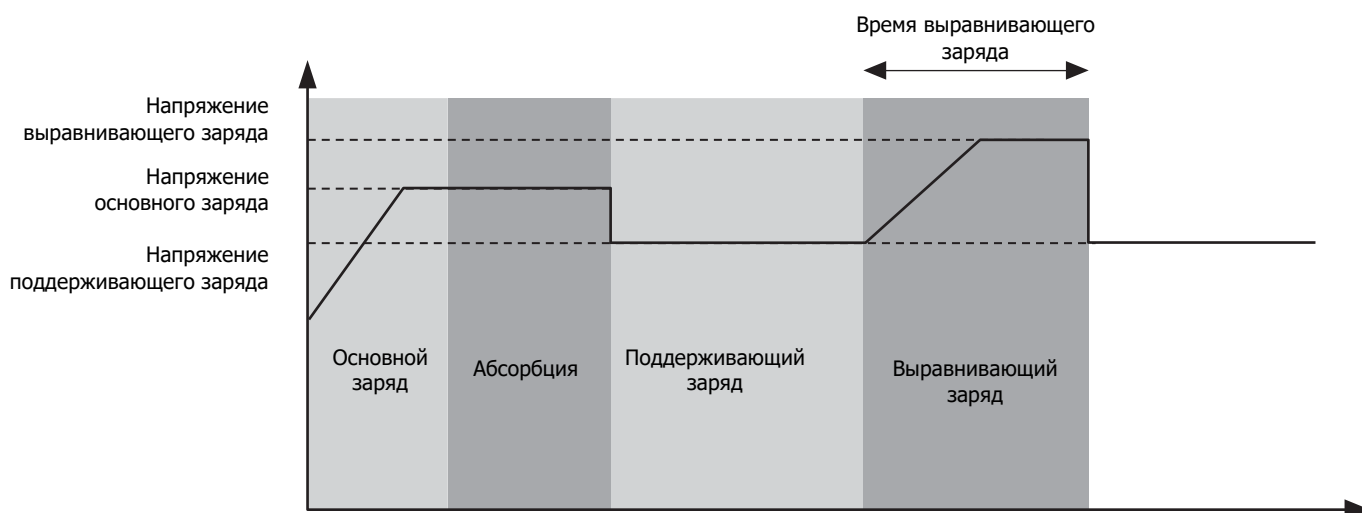 Время выравнивающего
заряда
Напряжение
выравнивающего заряда
Напряжение
основного заряда
Напряжение
поддерживающего заряда
Основной
заряд
Абсорбция
Поддерживающий
заряд
Выравнивающий
заряд